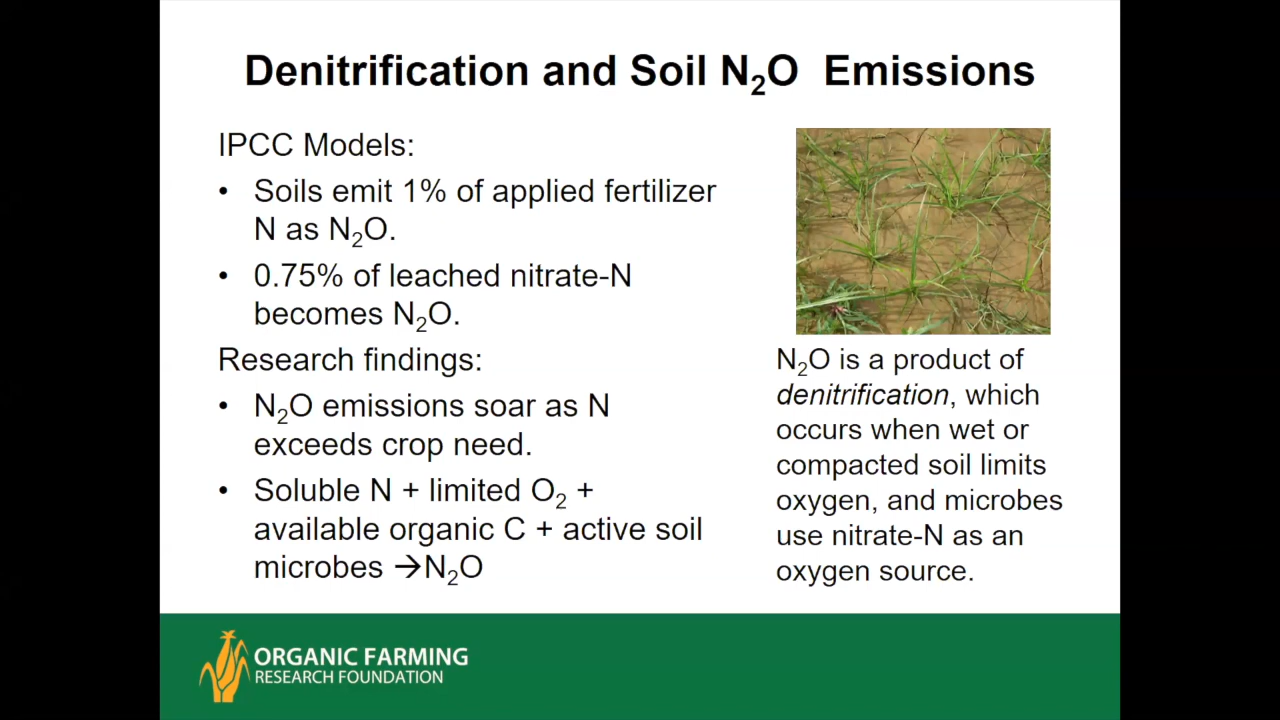 Denitrification and Soil N₂O Emissions
IPCC Models:
• Soils emit 1% of applied fertilizer
N as N₂O.
• 0.75% of leached nitrate-N
becomes N₂O.
Research findings:
• N₂O emissions soar as N
exceeds crop need.
• Soluble N + limited O₂ +
available organic C + active soil
microbes →N₂O
N₂O is a product of
denitrification, which
occurs when wet or
compacted soil limits
oxygen, and microbes
use nitrate-N as an
oxygen source.
ORGANIC FARMING
RESEARCH FOUNDATION